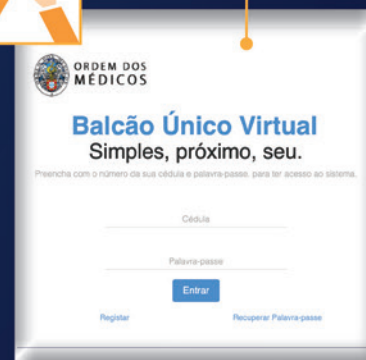 ORDEM DOS
MÉDICOS
Balcão Único Virtual
Simples, próximo, seu.
Preencha com o número da sua cédula e palavra-passe, para ter acesso ao sistema.
Cédula
Palavra-passe
Entrar
Registar
Recuperar Palavra-passe